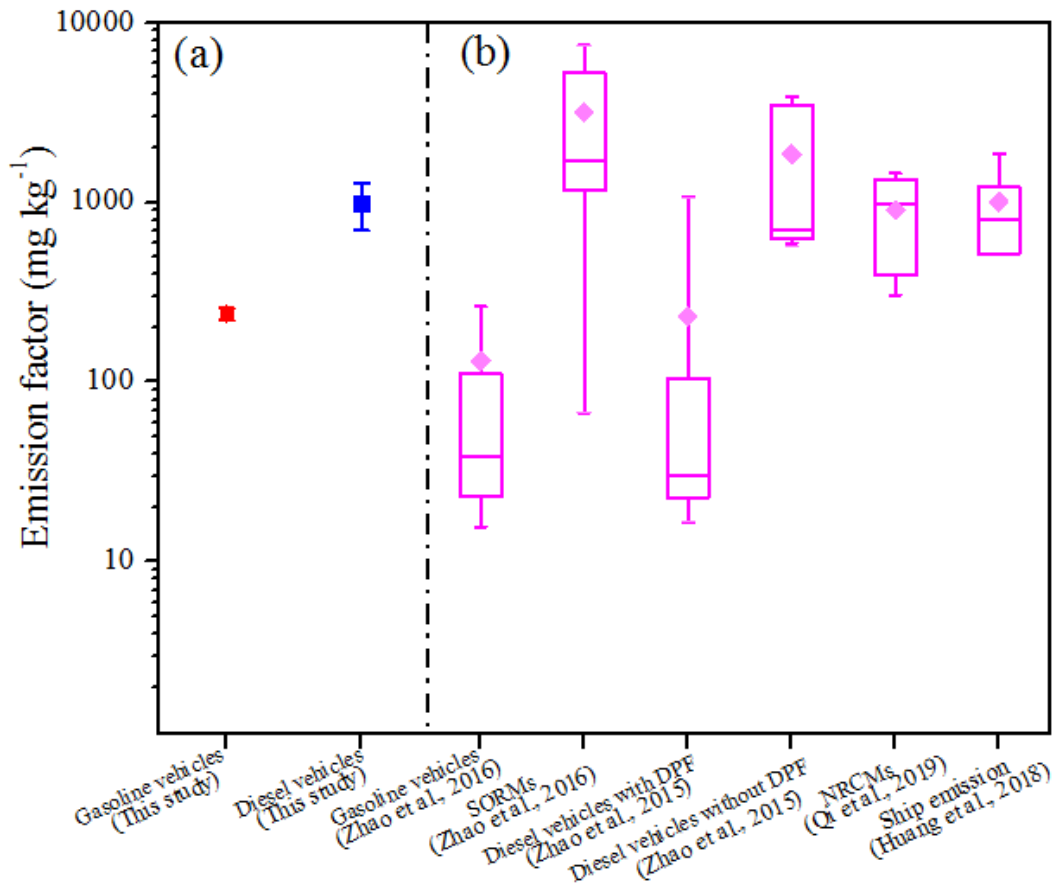 10000
1000
100
10
Emission factor (mg kg⁻¹)
(a)
(b)
Gasoline vehicles
(This study)
Diesel vehicles
(This study)
Gasoline vehicles
(Zhao et al., 2016)
SORMs
(Zhao et al., 2016)
Diesel vehicles with DPF
(Zhao et al., 2015)
Diesel vehicles without DPF
(Zhao et al., 2015)
NRCMs
(Qi et al., 2019)
Ship emission
(Huang et al., 2018)